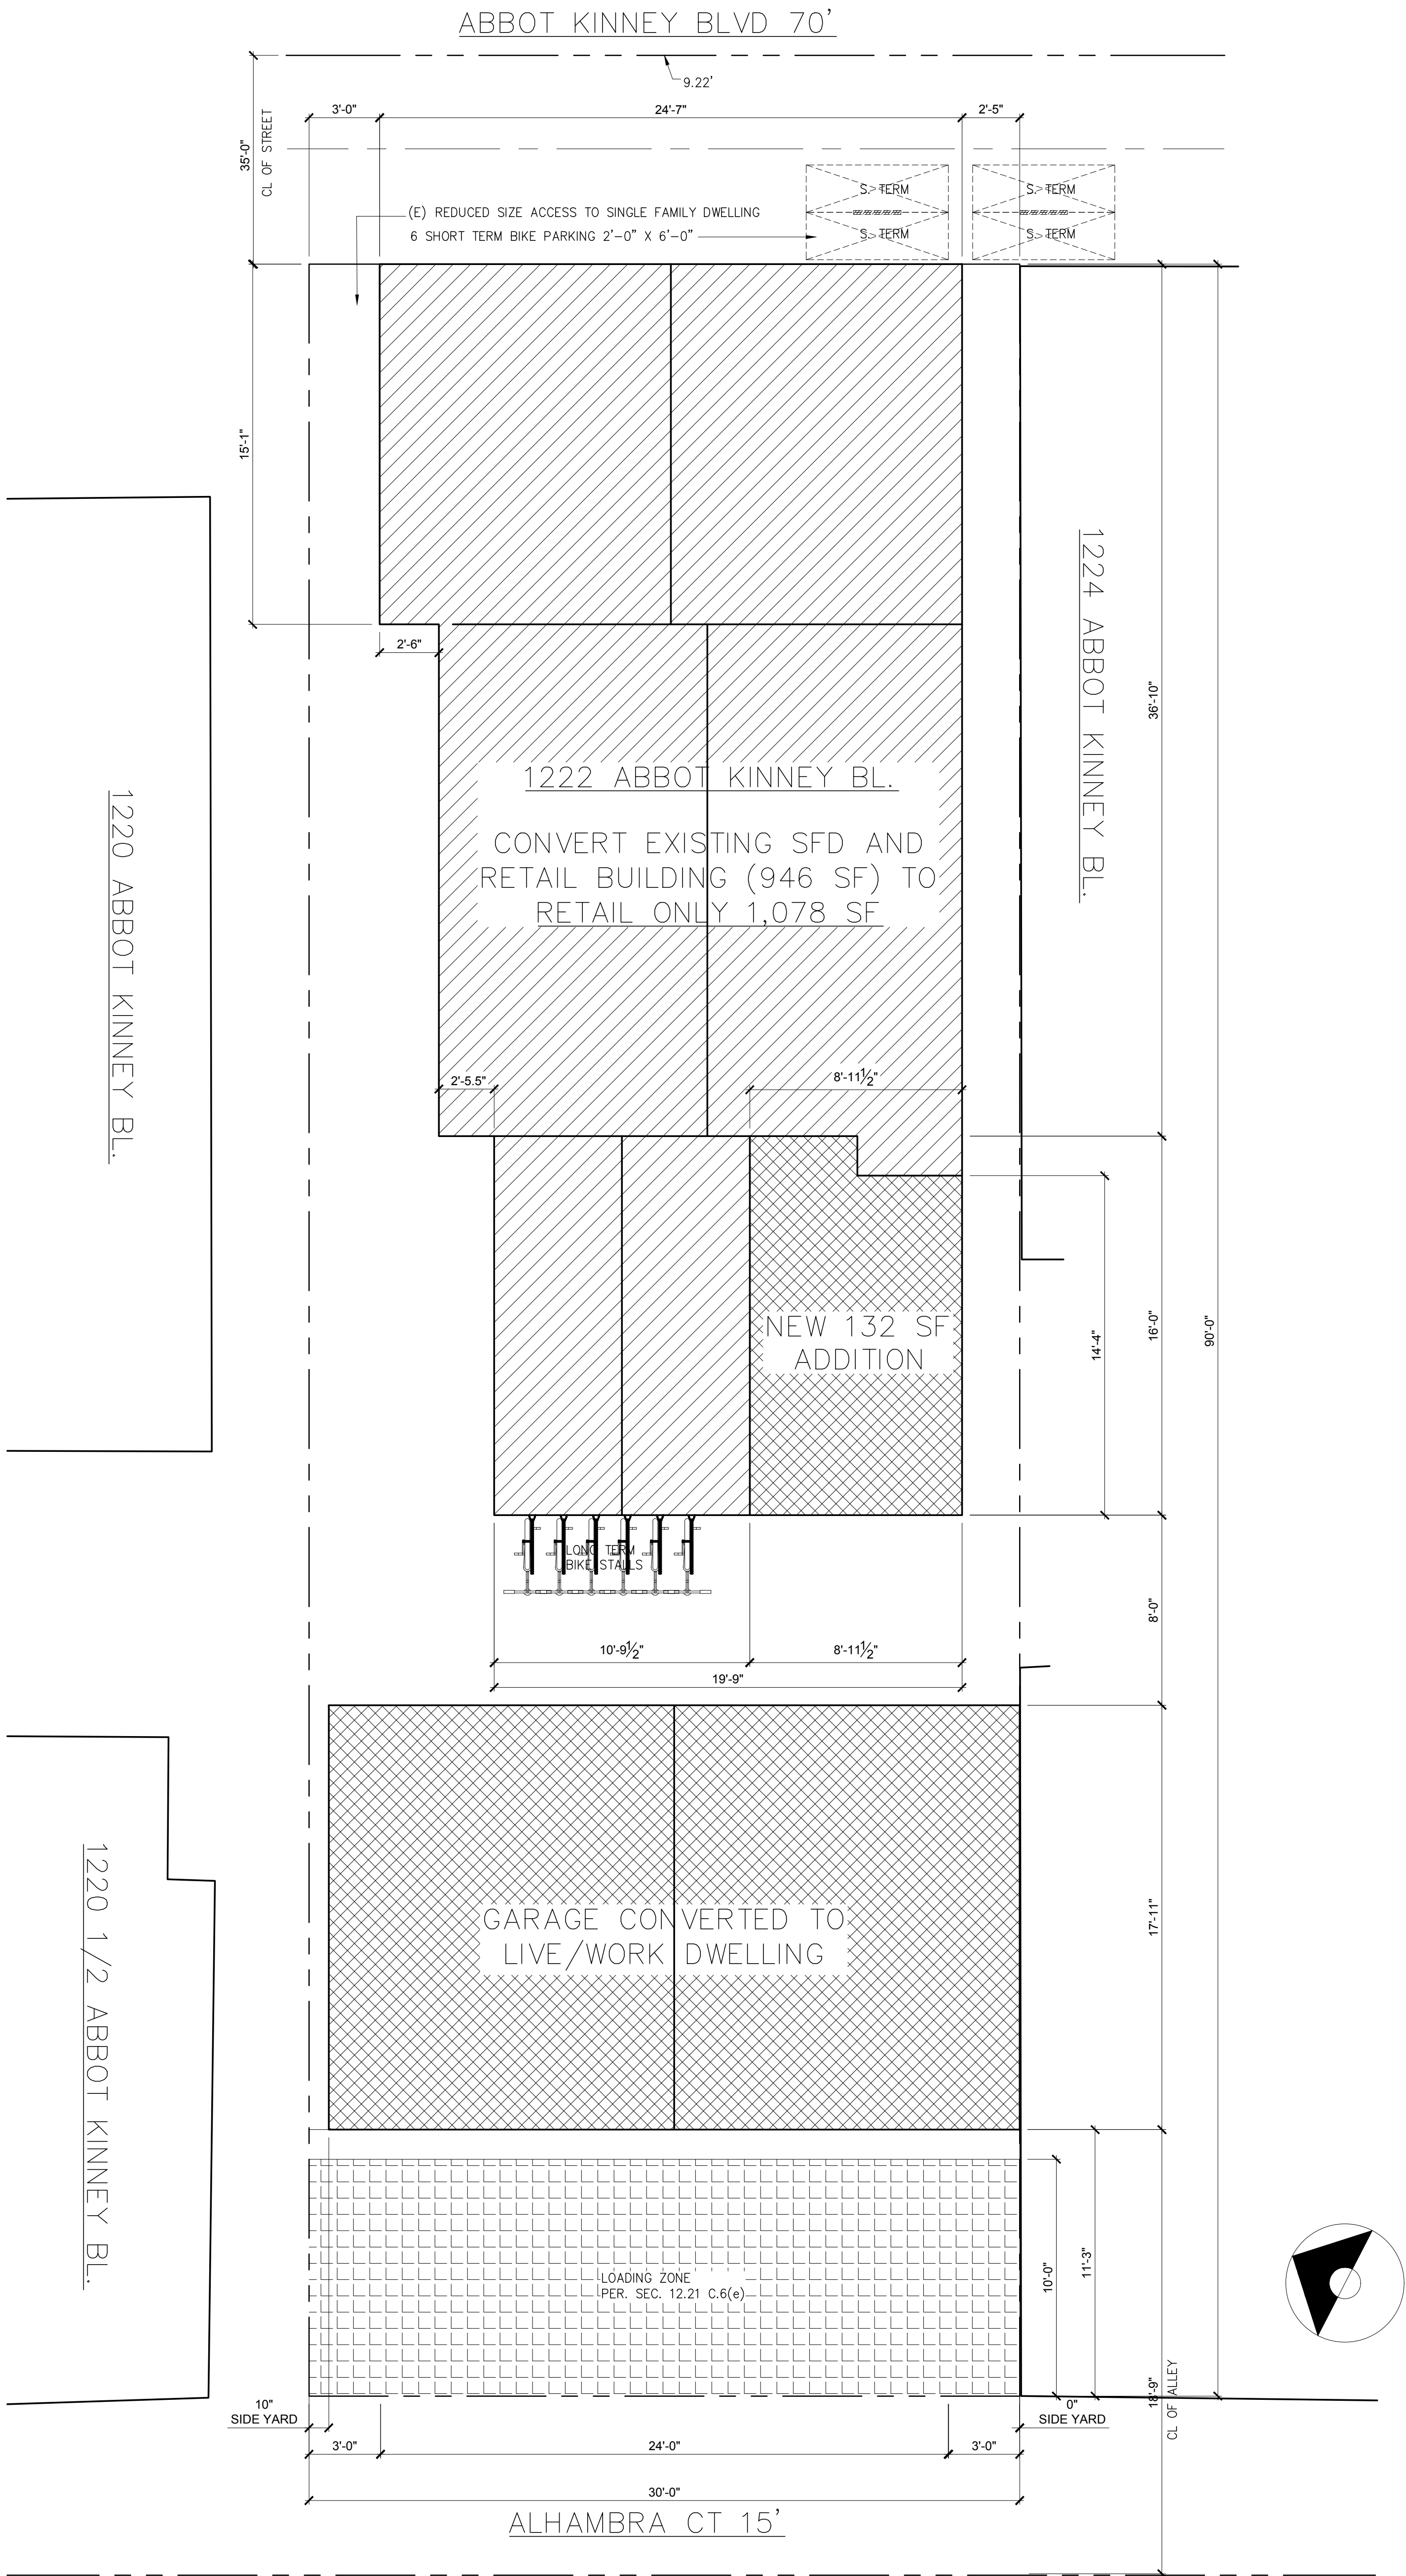 ABBOT KINNEY BLVD 70'
9.22'
3'-0"
24'-7"
2'-5"
35'-0"
CL OF STREET
S. TERM
S. TERM
S. TERM
S. TERM
(E) REDUCED SIZE ACCESS TO SINGLE FAMILY DWELLING
6 SHORT TERM BIKE PARKING 2'-0" X 6'-0"
15'-1"
2'-6"
1224 ABBOT KINNEY BL.
36'-10"
1220 ABBOT KINNEY BL.
1222 ABBOT KINNEY BL.
CONVERT EXISTING SFD AND
RETAIL BUILDING (946 SF) TO
RETAIL ONLY 1,078 SF
2'-5.5"
8'-11½"
NEW 132 SF
ADDITION
14'-4"
16'-0"
90'-0"
LONG TERM
BIKE STALLS
8'-0"
10'-9½"
8'-11½"
19'-9"
GARAGE CONVERTED TO
LIVE/WORK DWELLING
17'-11"
1220 1/2 ABBOT KINNEY BL.
LOADING ZONE
PER. SEC. 12.21 C.6(e)
10'-0"
11'-3"
18'-9"
CL OF ALLEY
10"
SIDE YARD
0"
SIDE YARD
3'-0"
24'-0"
3'-0"
30'-0"
ALHAMBRA CT 15'